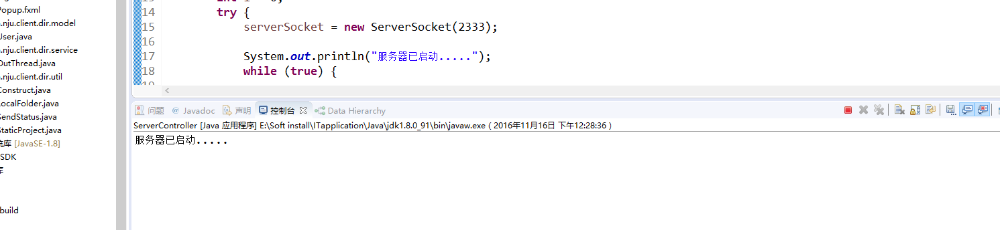 Popup.fxml
.nju.client.dir.model
User.java
.nju.client.dir.service
OutThread.java
.nju.client.dir.util
Construct.java
LocalFolder.java
SendStatus.java
StaticProject.java
统库 [JavaSE-1.8]
SDK
库
build
14 try {
15 serverSocket = new ServerSocket(2333);
16
17 System.out.println("服务器已启动.....");
18 while (true) {
问题 @ Javadoc 声明 控制台 Data Hierarchy
ServerController [Java 应用程序] E:\Soft install\ITapplication\Java\jdk1.8.0_91\bin\javaw.exe ( 2016年11月16日 下午12:28:36 )
服务器已启动.....